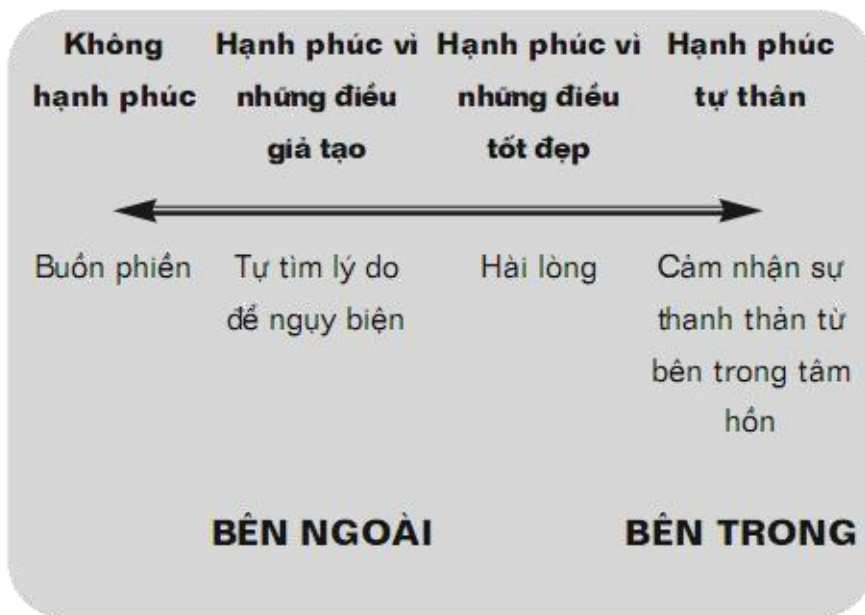 Không
hạnh phúc
Hạnh phúc vì
những điều
giả tạo
Hạnh phúc vì
những điều
tốt đẹp
Hạnh phúc
tự thân
Buồn phiền
Tự tìm lý do
để ngụy biện
Hài lòng
Cảm nhận sự
thanh thản từ
bên trong tâm
hồn
BÊN NGOÀI
BÊN TRONG